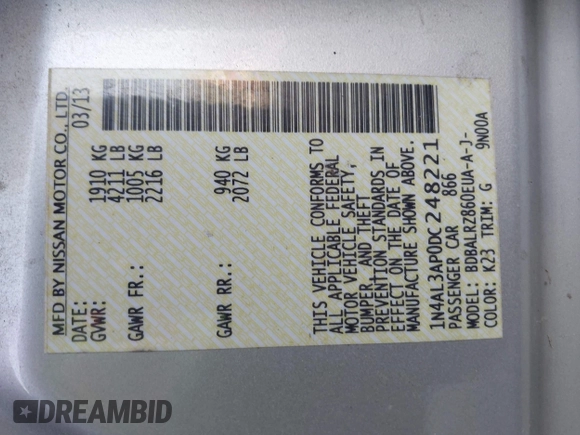 MFD BY NISSAN MOTOR CO., LTD.
DATE: 03/13
GVWR: 1910 KG
4211 LB
GAWR FR.: 1005 KG
2216 LB
GAWR RR.: 940 KG
2072 LB
THIS VEHICLE CONFORMS TO
ALL APPLICABLE FEDERAL
MOTOR VEHICLE SAFETY,
BUMPER, AND THEFT
PREVENTION STANDARDS IN
EFFECT ON THE DATE OF
MANUFACTURE SHOWN ABOVE.
1N4AL3AP0DC248221
PASSENGER CAR 866
MODEL: BDBALRZ860EUA-A-J-
COLOR: K23 TRIM: G 9N00A
DREAMBID